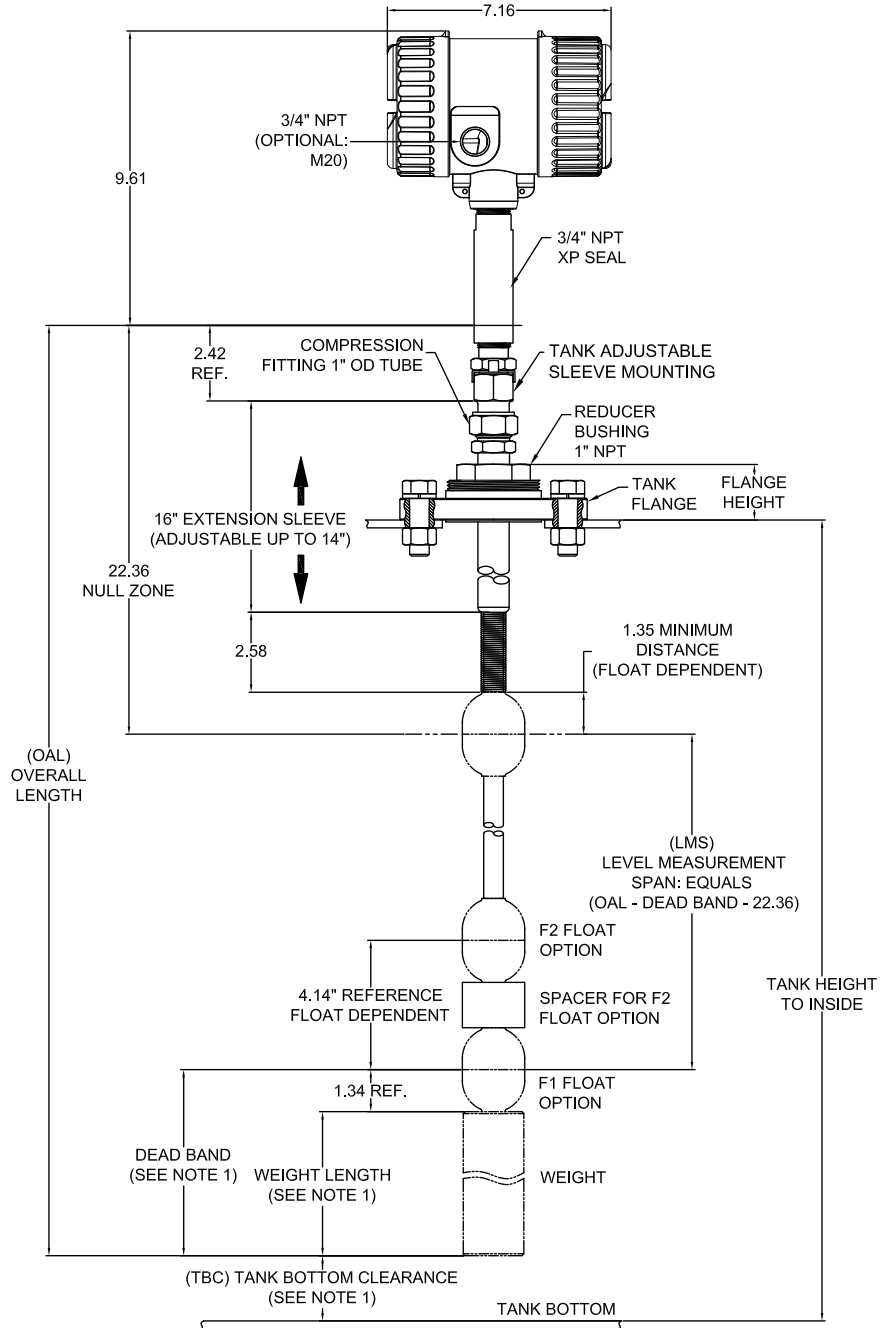 7.16
3/4" NPT
(OPTIONAL:
M20)
9.61
3/4" NPT
XP SEAL
COMPRESSION
FITTING 1" OD TUBE
2.42
REF.
TANK ADJUSTABLE
SLEEVE MOUNTING
REDUCER
BUSHING
1" NPT
TANK
FLANGE
FLANGE
HEIGHT
16" EXTENSION SLEEVE
(ADJUSTABLE UP TO 14")
22.36
NULL ZONE
2.58
1.35 MINIMUM
DISTANCE
(FLOAT DEPENDENT)
(OAL)
OVERALL
LENGTH
(LMS)
LEVEL MEASUREMENT
SPAN: EQUALS
(OAL - DEAD BAND - 22.36)
F2 FLOAT
OPTION
4.14" REFERENCE
FLOAT DEPENDENT
SPACER FOR F2
FLOAT OPTION
TANK HEIGHT
TO INSIDE
1.34 REF.
F1 FLOAT
OPTION
DEAD BAND
(SEE NOTE 1)
WEIGHT LENGTH
(SEE NOTE 1)
WEIGHT
(TBC) TANK BOTTOM CLEARANCE
(SEE NOTE 1)
TANK BOTTOM